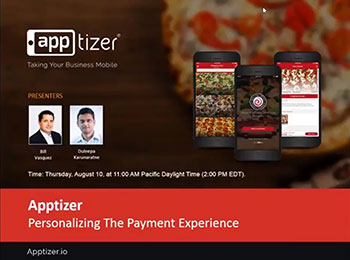 apptizer®
Taking Your Business Mobile
PRESENTERS
Bill
Vasquez
Duleepa
Karunaratne
Time: Thursday, August 10, at 11:00 AM Pacific Daylight Time (2:00 PM EDT).
Apptizer
Personalizing The Payment Experience
Apptizer.io